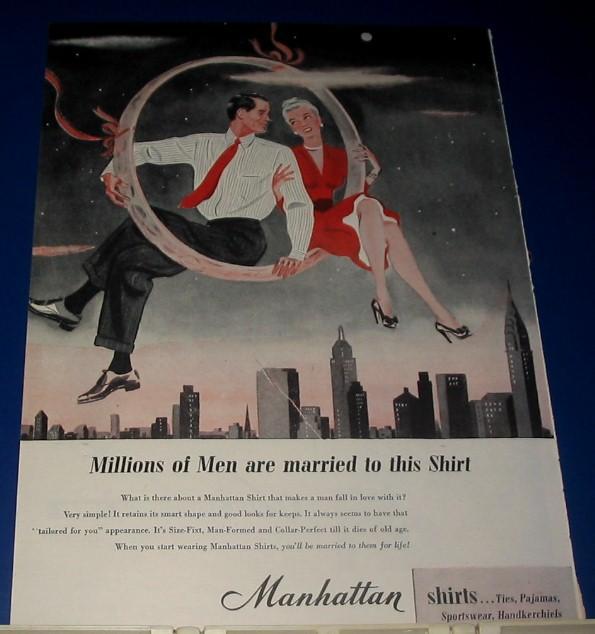 Millions of Men are married to this Shirt
What is there about a Manhattan Shirt that makes a man fall in love with it?
Very simple! It retains its smart shape and good looks for keeps. It always seems to have that
"tailored for you" appearance. It's Size-Fixt, Man-Formed and Collar-Perfect till it dies of old age.
When you start wearing Manhattan Shirts, you'll be married to them for life!
Manhattan
shirts...Ties, Pajamas,
Sportswear, Handkerchiefs